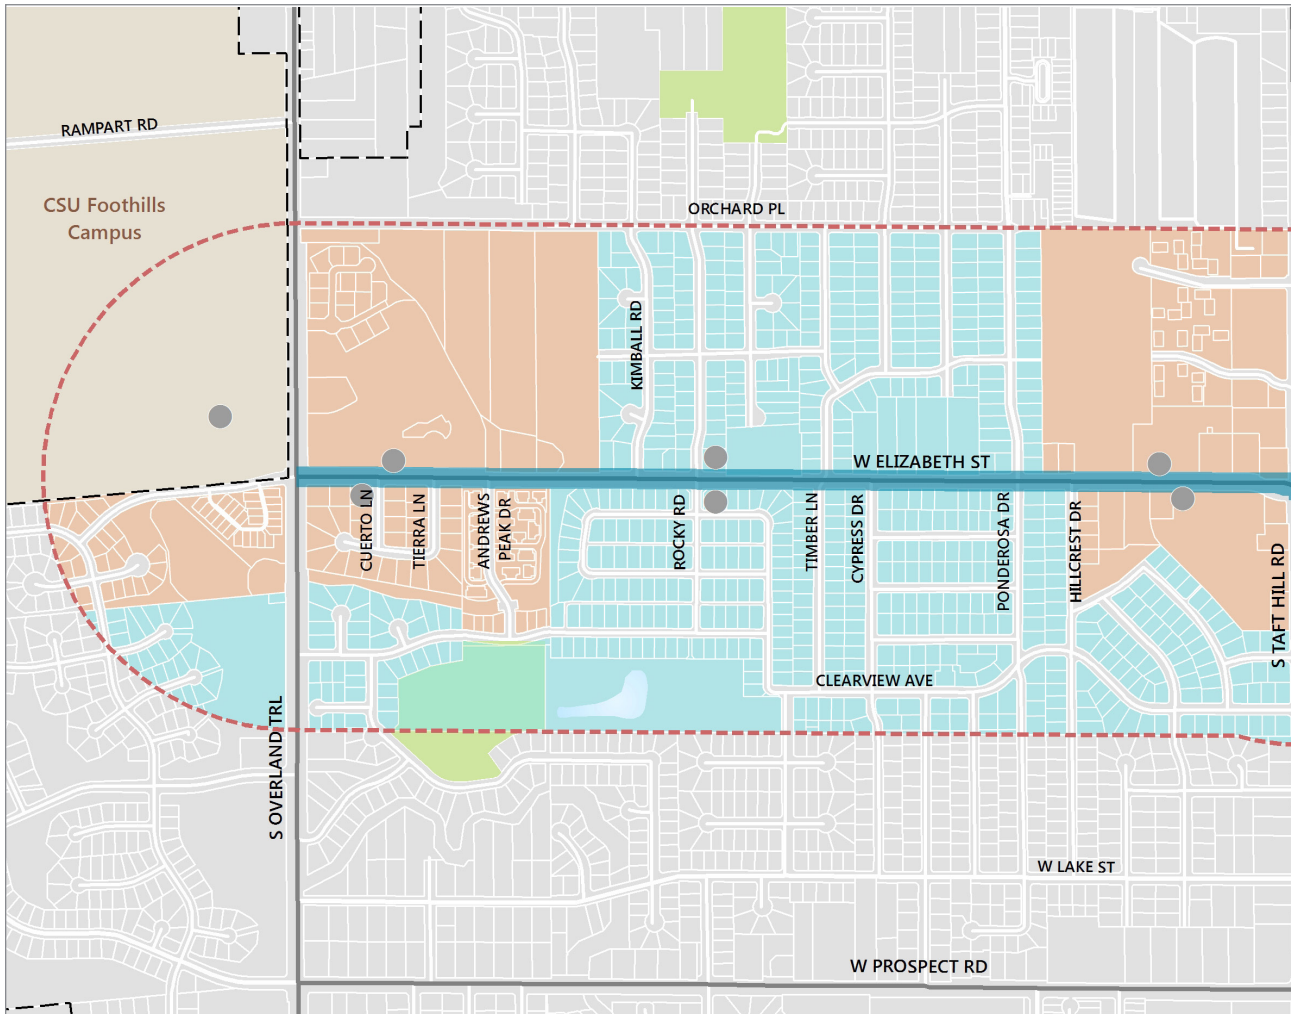 RAMPART RD
CSU Foothills
Campus
ORCHARD PL
KIMBALL RD
W ELIZABETH ST
CUERTO LN
TIERRA LN
ANDREWS
PEAK DR
ROCKY RD
TIMBER LN
CYPRESS DR
PONDEROSA DR
HILLCREST DR
S TAFT HILL RD
CLEARVIEW AVE
S OVERLAND TRL
W LAKE ST
W PROSPECT RD